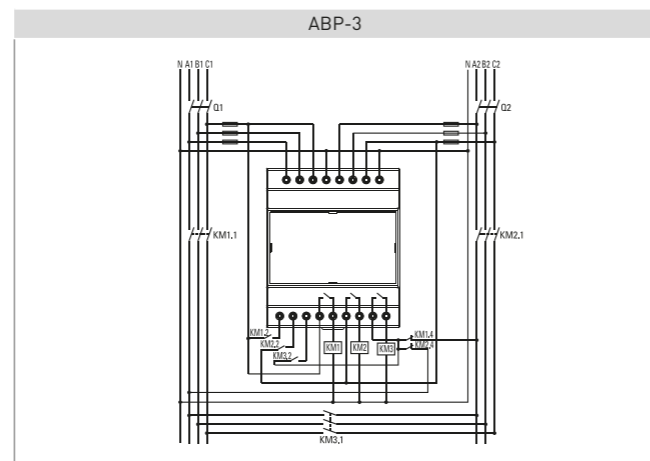 АВР-3
N A1 B1 C1
N A2 B2 C2
Q1
Q2
KM1.1
KM2.1
KM1.2
KM2.2
KM3.2
KM1
KM2
KM3
KM1.4
KM2.4
KM3.1